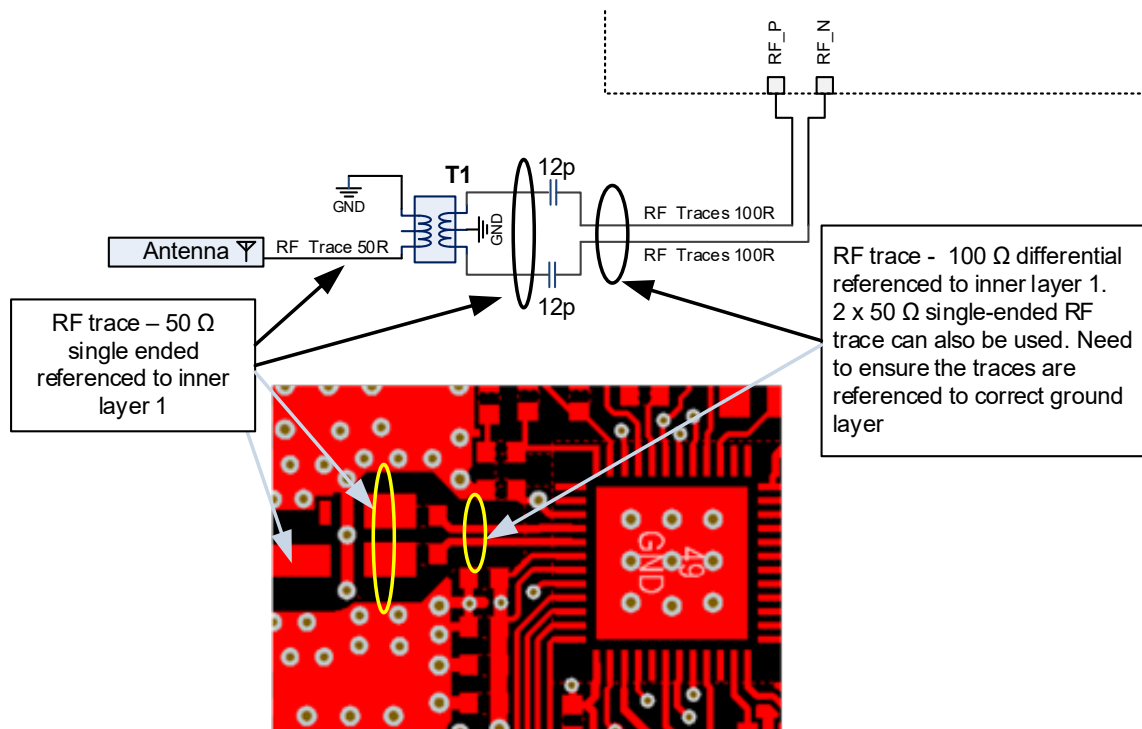 RF_P
RF_N
T1
12p
GND
GND
RF Traces 100R
Antenna
RF Trace 50R
RF Traces 100R
12p
RF trace – 50 Ω
single ended
referenced to inner
layer 1
RF trace - 100 Ω differential
referenced to inner layer 1.
2 x 50 Ω single-ended RF
trace can also be used. Need
to ensure the traces are
referenced to correct ground
layer
49
GND